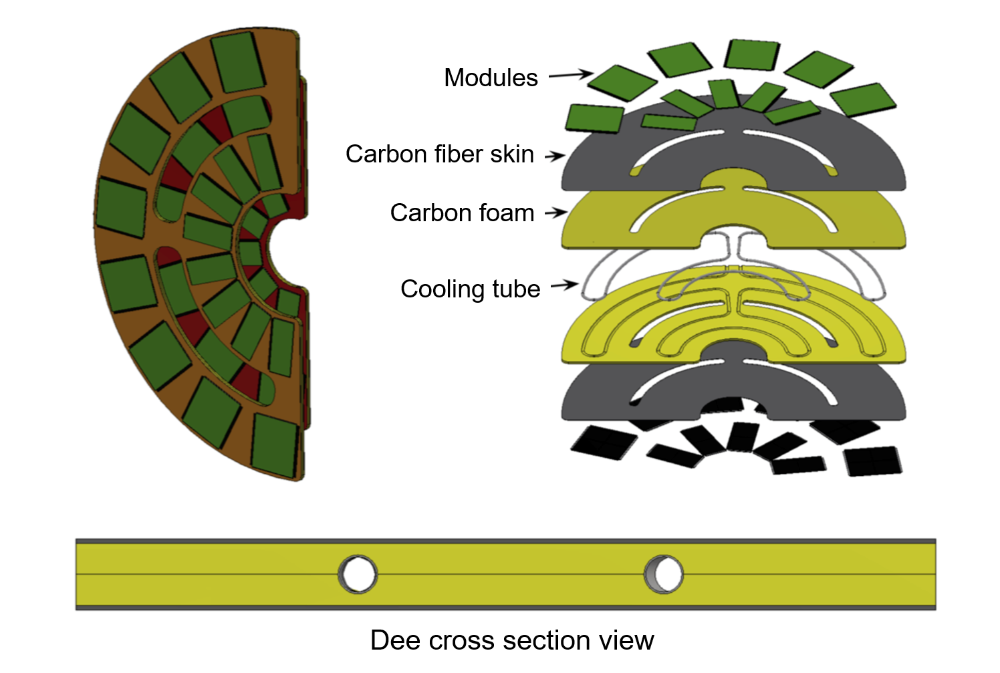 Modules
Carbon fiber skin
Carbon foam
Cooling tube
Dee cross section view